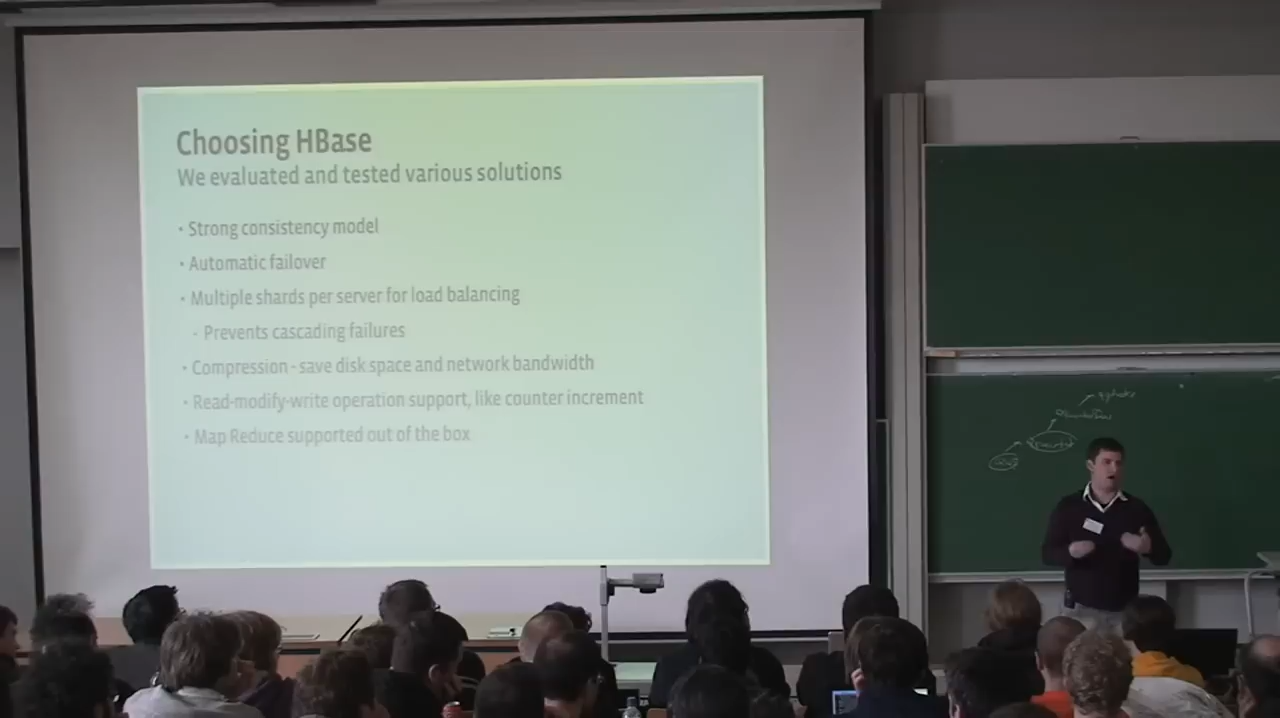 Choosing HBase
We evaluated and tested various solutions
• Strong consistency model
• Automatic failover
• Multiple shards per server for load balancing
- Prevents cascading failures
• Compression - save disk space and network bandwidth
• Read-modify-write operation support, like counter increment
• Map Reduce supported out of the box